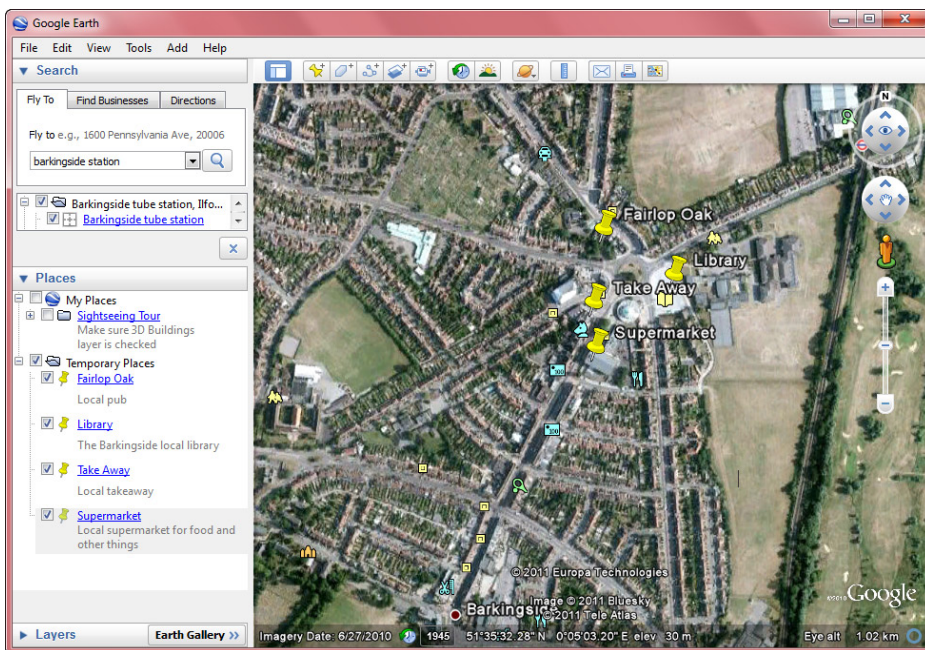 Google Earth
File Edit View Tools Add Help
Search
Fly To Find Businesses Directions
Fly to e.g., 1600 Pennsylvania Ave, 20006
barkingside station
Barkingside tube station, Ilfo...
Barkingside tube station
Places
My Places
Sightseeing Tour
Make sure 3D Buildings
layer is checked
Temporary Places
Fairlop Oak
Local pub
Library
The Barkingside local library
Take Away
Local takeaway
Supermarket
Local supermarket for food and
other things
Layers
Earth Gallery >>
N
Fairlop Oak
Library
Take Away
Supermarket
© 2011 Europa Technologies
Image © 2011 Bluesky
© 2011 Tele Atlas
©2010 Google
Imagery Date: 6/27/2010 1945 51°35'32.28" N 0°05'03.20" E elev 30 m Eye alt 1.02 km